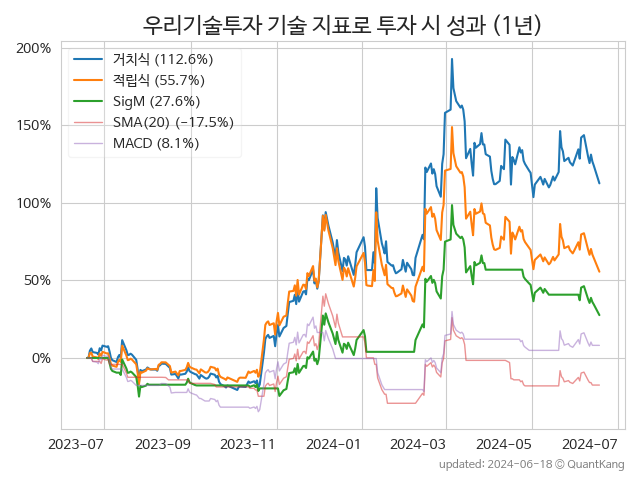 우리기술투자 기술 지표로 투자 시 성과 (1년)
200%
150%
100%
50%
0%
거치식 (112.6%)
적립식 (55.7%)
SigM (27.6%)
SMA(20) (-17.5%)
MACD (8.1%)
2023-07 2023-09 2023-11 2024-01 2024-03 2024-05 2024-07
updated: 2024-06-18 © QuantKang